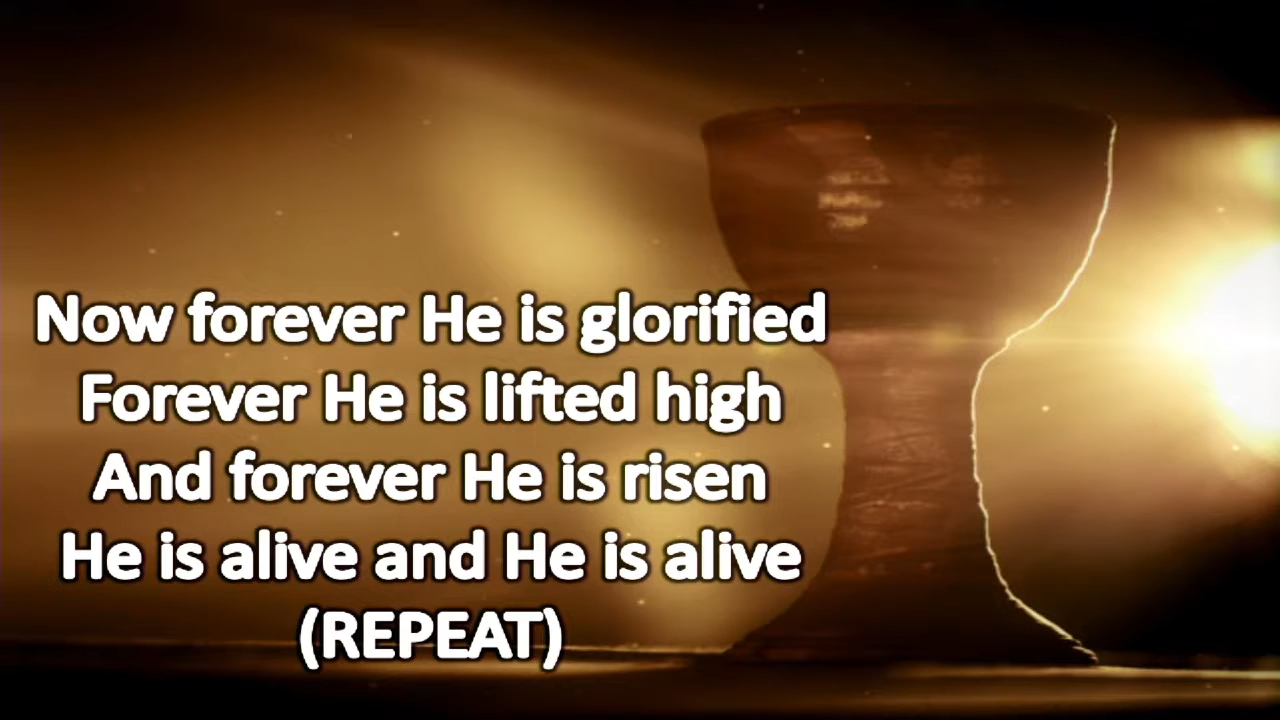 Now forever He is glorified
Forever He is lifted high
And forever He is risen
He is alive and He is alive
(REPEAT)